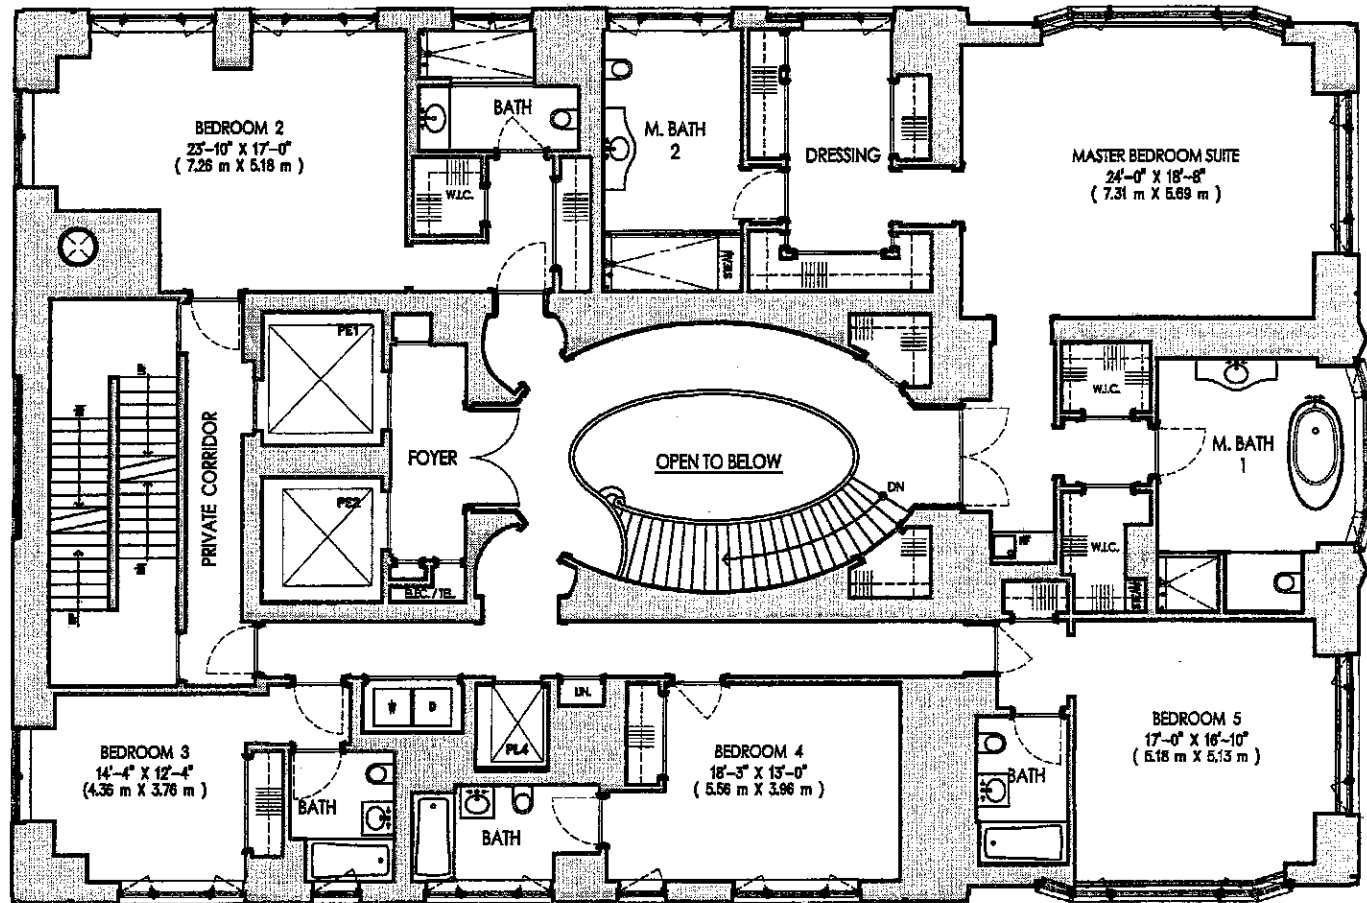 BEDROOM 2
23'-10" X 17'-0"
( 7.26 m X 5.18 m )
BATH
W.I.C.
M. BATH
2
DRESSING
MASTER BEDROOM SUITE
24'-0" X 18'-8"
( 7.31 m X 5.69 m )
PE1
FOYER
PE2
ELEC./TEL.
PRIVATE CORRIDOR
UP
UP
OPEN TO BELOW
DN
W.I.C.
M. BATH
1
W.I.C.
BEDROOM 3
14'-4" X 12'-4"
(4.36 m X 3.76 m )
BATH
W
D
PL4
LIN.
BATH
BEDROOM 4
18'-3" X 13'-0"
( 5.56 m X 3.96 m )
BATH
BEDROOM 5
17'-0" X 16'-10"
( 5.18 m X 5.13 m )